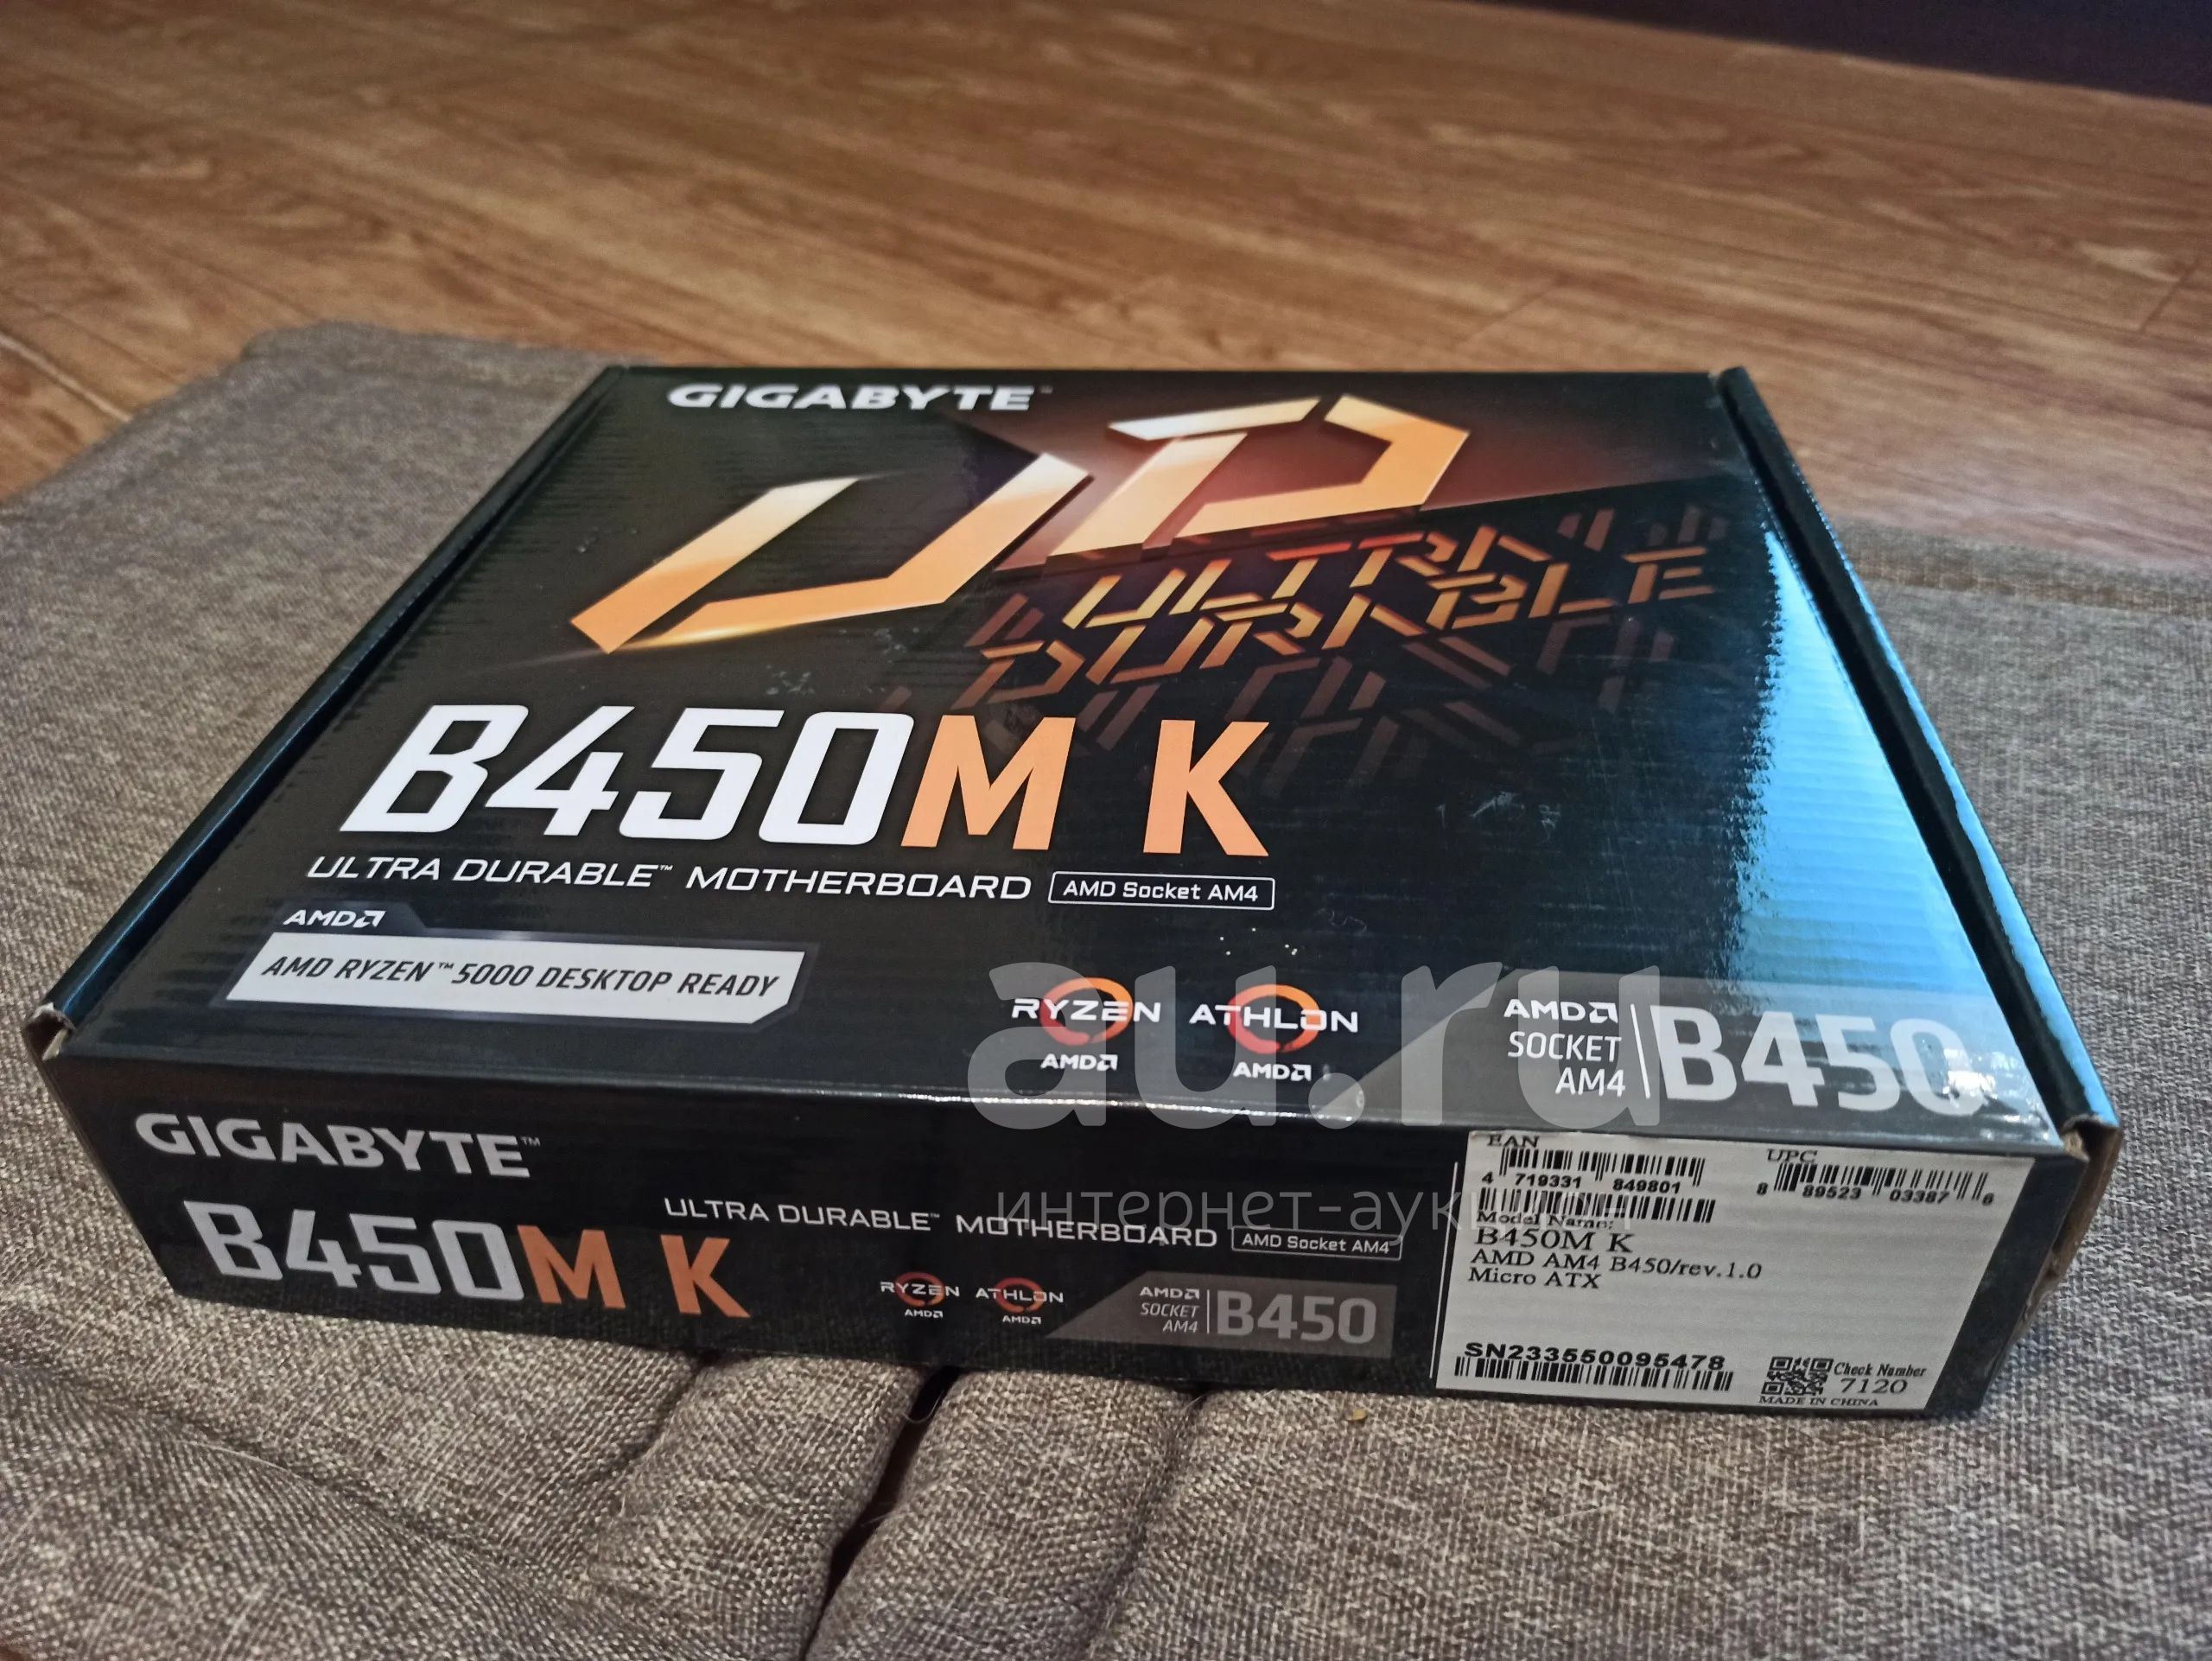 GIGABYTE™
UD
ULTRA
DURABLE
B450M K
ULTRA DURABLE™ MOTHERBOARD AMD Socket AM4
AMD
AMD RYZEN™ 5000 DESKTOP READY
RYZEN
AMD
ATHLON
AMD
AMD
SOCKET
AM4
B450
au.ru
интернет-аукцион
GIGABYTE™
B450M K
ULTRA DURABLE™ MOTHERBOARD AMD Socket AM4
RYZEN
AMD
ATHLON
AMD
AMD
SOCKET
AM4
B450
EAN
4 719331 849801
UPC
8 89523 03387 6
Model Name:
B450M K
AMD AM4 B450/rev.1.0
Micro ATX
SN233550095478
Check Number
7120
MADE IN CHINA